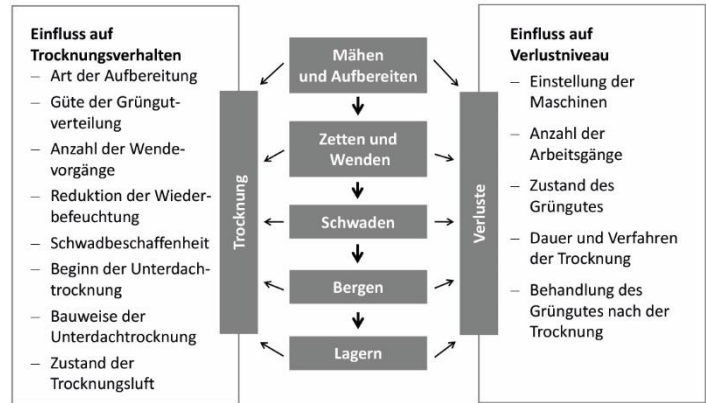 Einfluss auf
Trocknungsverhalten
– Art der Aufbereitung
– Güte der Grüngut-
verteilung
– Anzahl der Wende-
vorgänge
– Reduktion der Wieder-
befeuchtung
– Schwadbeschaffenheit
– Beginn der Unterdach-
trocknung
– Bauweise der
Unterdachtrocknung
– Zustand der
Trocknungsluft
Trocknung
Mähen
und Aufbereiten
Zetten und
Wenden
Schwaden
Bergen
Lagern
Verluste
Einfluss auf
Verlustniveau
– Einstellung der
Maschinen
– Anzahl der
Arbeitsgänge
– Zustand des
Grüngutes
– Dauer und Verfahren
der Trocknung
– Behandlung des
Grüngutes nach der
Trocknung